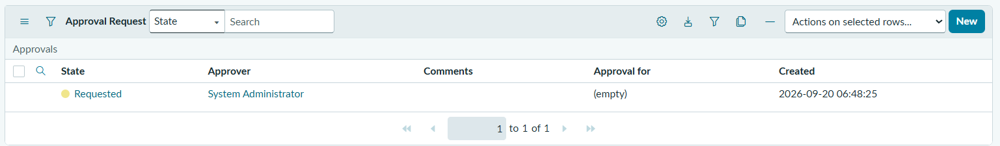 Approval Request State Search Actions on selected rows... New
Approvals
State Approver Comments Approval for Created
Requested System Administrator (empty) 2026-09-20 06:48:25
1 to 1 of 1